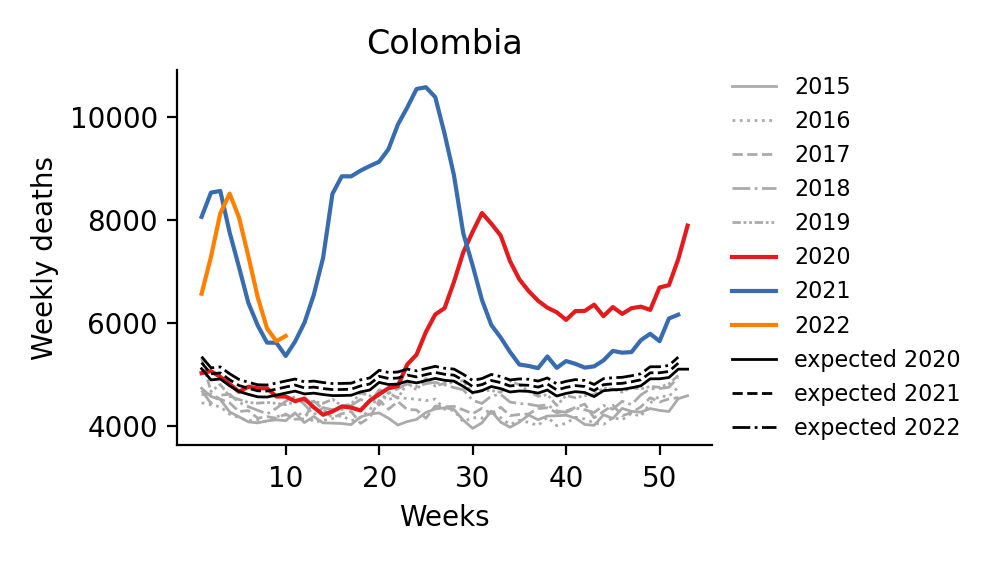 Colombia
Weekly deaths
10000
8000
6000
4000
10 20 30 40 50
Weeks
2015
2016
2017
2018
2019
2020
2021
2022
expected 2020
expected 2021
expected 2022